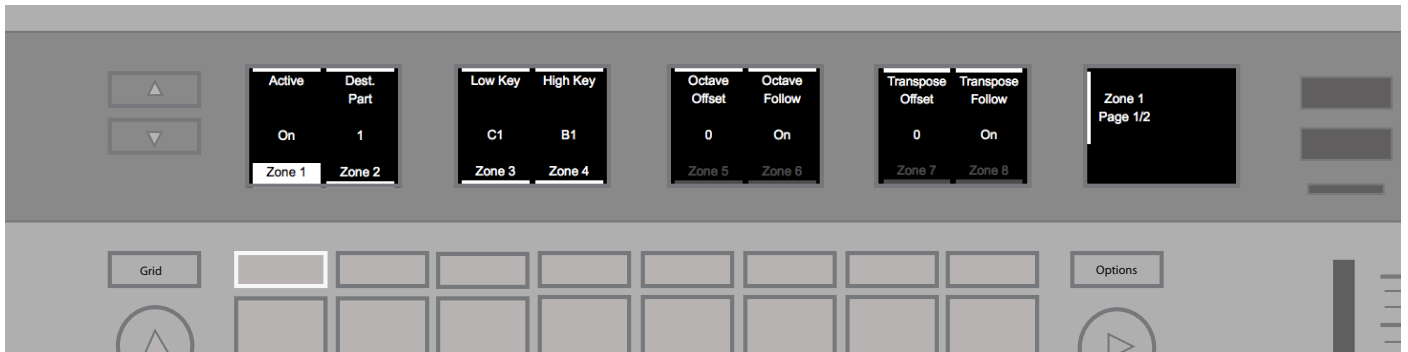 Active Dest. Part
On 1
Zone 1 Zone 2
Low Key High Key
C1 B1
Zone 3 Zone 4
Octave Offset Octave Follow
0 On
Zone 5 Zone 6
Transpose Offset Transpose Follow
0 On
Zone 7 Zone 8
Zone 1
Page 1/2
Grid
Options